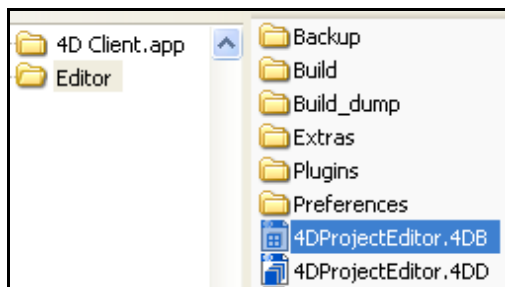 4D Client.app
Editor
Backup
Build
Build_dump
Extras
Plugins
Preferences
4DProjectEditor.4DB
4DProjectEditor.4DD